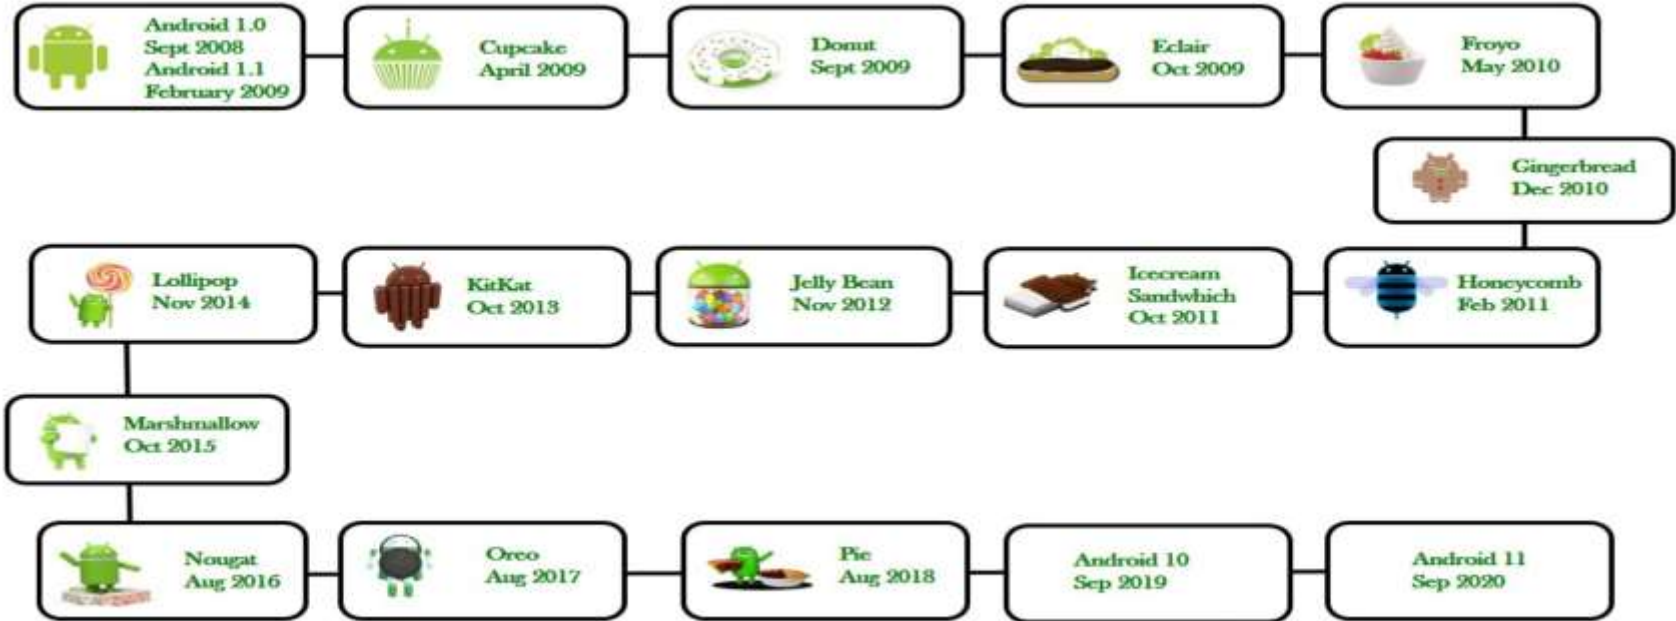 Android 1.0
Sept 2008
Android 1.1
February 2009
Cupcake
April 2009
Donut
Sept 2009
Eclair
Oct 2009
Froyo
May 2010
Gingerbread
Dec 2010
Honeycomb
Feb 2011
Icecream
Sandwhich
Oct 2011
Jelly Bean
Nov 2012
KitKat
Oct 2013
Lollipop
Nov 2014
Marshmallow
Oct 2015
Nougat
Aug 2016
Oreo
Aug 2017
Pie
Aug 2018
Android 10
Sep 2019
Android 11
Sep 2020